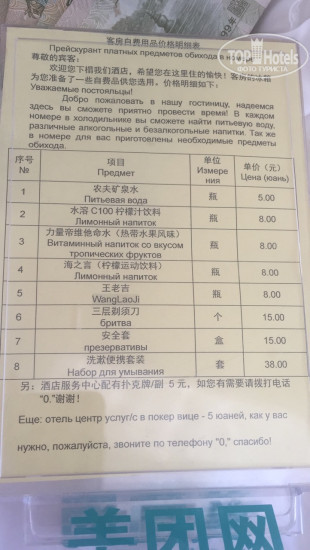 TopHotels
ФОТО ТУРИСТА
客房自费用品价格明细表
Прейскурант платных предметов обихода в номере
尊敬的宾客:
欢迎您下榻我们酒店，希望您在这里住的愉快！客房的冰箱
为您准备了一些自费品供您选用，价格明细如下:
Уважаемые постояльцы!
Добро пожаловать в нашу гостиницу, надеемся
здесь вы сможете приятно провести время! В каждом
номере в холодильнике вы сможете найти питьевую воду,
различные алкогольные и безалкогольные напитки. Так же
в номере для вас приготовлены необходимые предметы
обихода.
序号 项目 单位 单价（元）
№ Предмет Измерения Цена (юань)
1 农夫矿泉水 瓶 5.00
Питьевая вода
2 水溶 C100 柠檬汁饮料 瓶 8.00
Лимонный напиток
3 力量帝维他命水（热带水果风味） 瓶 8.00
Витаминный напиток со вкусом
тропических фруктов
4 海之言（柠檬运动饮料） 瓶 8.00
Лимонный напиток
5 王老吉 瓶 8.00
WangLaoJi
6 三层剃须刀 个 15.00
бритва
7 安全套 盒 15.00
презервативы
8 洗漱便携套装 套 38.00
Набор для умывания
另: 酒店服务中心配有扑克牌/副 5 元，如您有需要请拨打电话
"0."谢谢！
Еще: отель центр услуг/с в покер вице - 5 юаней, как у вас
нужно, пожалуйста, звоните по телефону "0," спасибо!
美团网